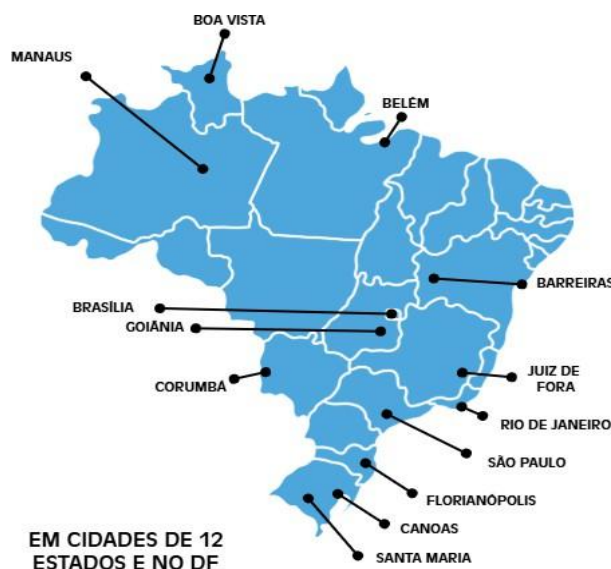 BOA VISTA
MANAUS
BELÉM
BARREIRAS
BRASÍLIA
GOIÂNIA
CORUMBÁ
JUIZ DE
FORA
RIO DE JANEIRO
SÃO PAULO
FLORIANÓPOLIS
CANOAS
SANTA MARIA
EM CIDADES DE 12
ESTADOS E NO DF